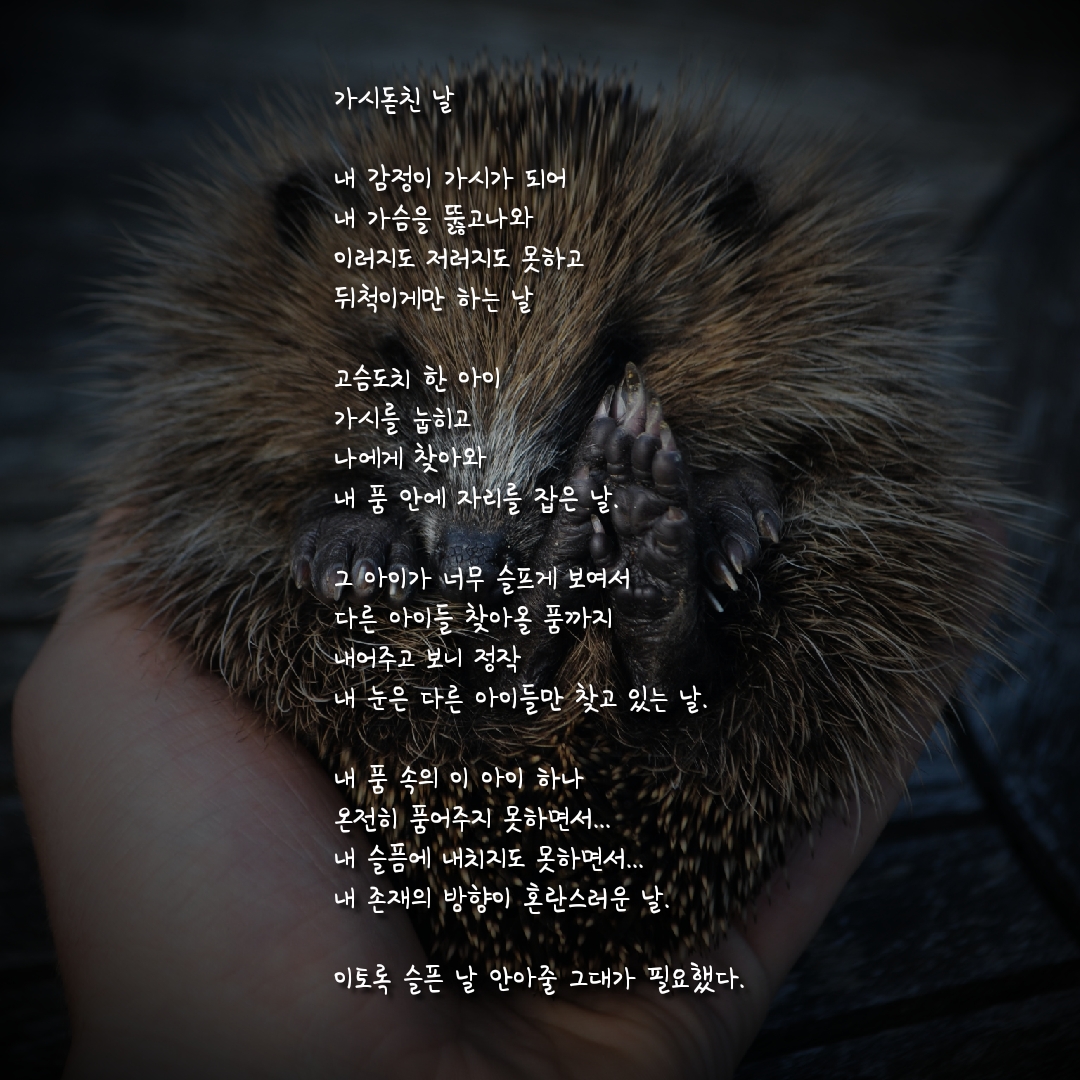 가시돋친 날
내 감정이 가시가 되어
내 가슴을 뚫고나와
이러지도 저러지도 못하고
뒤척이게만 하는 날
고슴도치 한 아이
가시를 눕히고
나에게 찾아와
내 품 안에 자리를 잡은 날.
그 아이가 너무 슬프게 보여서
다른 아이들 찾아올 품까지
내어주고 보니 정작
내 눈은 다른 아이들만 찾고 있는 날.
내 품 속의 이 아이 하나
온전히 품어주지 못하면서...
내 슬픔에 내치지도 못하면서...
내 존재의 방향이 혼란스러운 날.
이토록 슬픈 날 안아줄 그대가 필요했다.